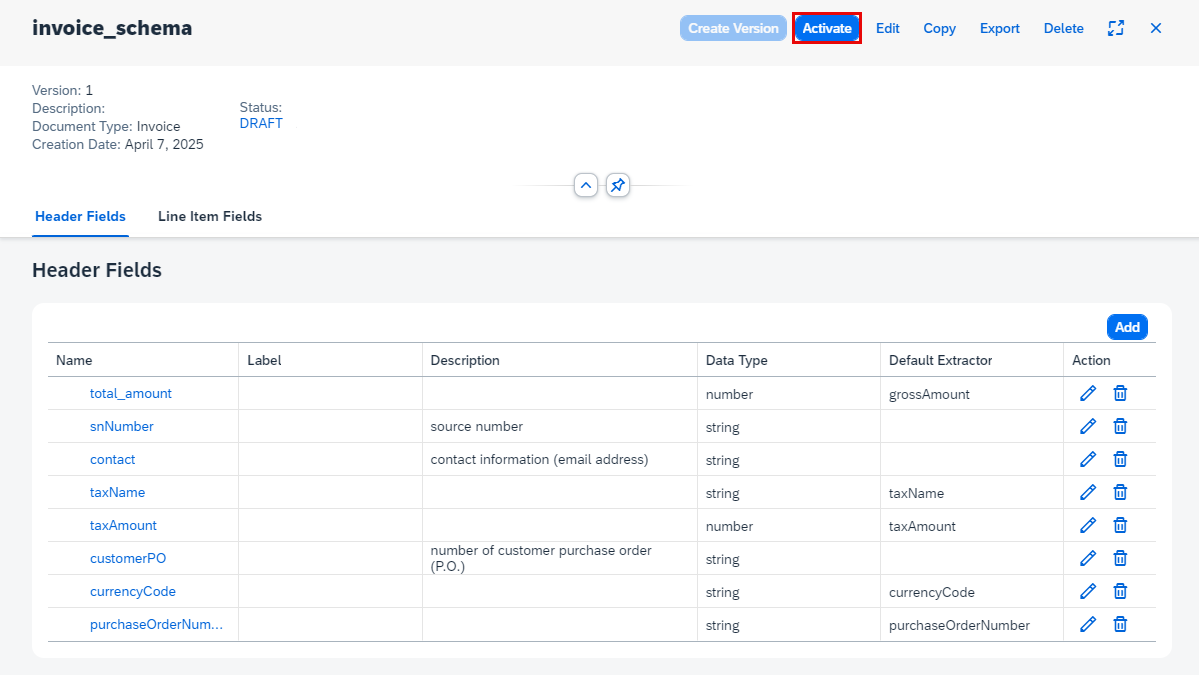 invoice_schema
Create Version Activate Edit Copy Export Delete
Version: 1
Description:
Document Type: Invoice
Creation Date: April 7, 2025
Status:
DRAFT
Header Fields Line Item Fields
Header Fields
Add
Name Label Description Data Type Default Extractor Action
total_amount number grossAmount
snNumber source number string
contact contact information (email address) string
taxName string taxName
taxAmount number taxAmount
customerPO number of customer purchase order (P.O.) string
currencyCode string currencyCode
purchaseOrderNum... string purchaseOrderNumber